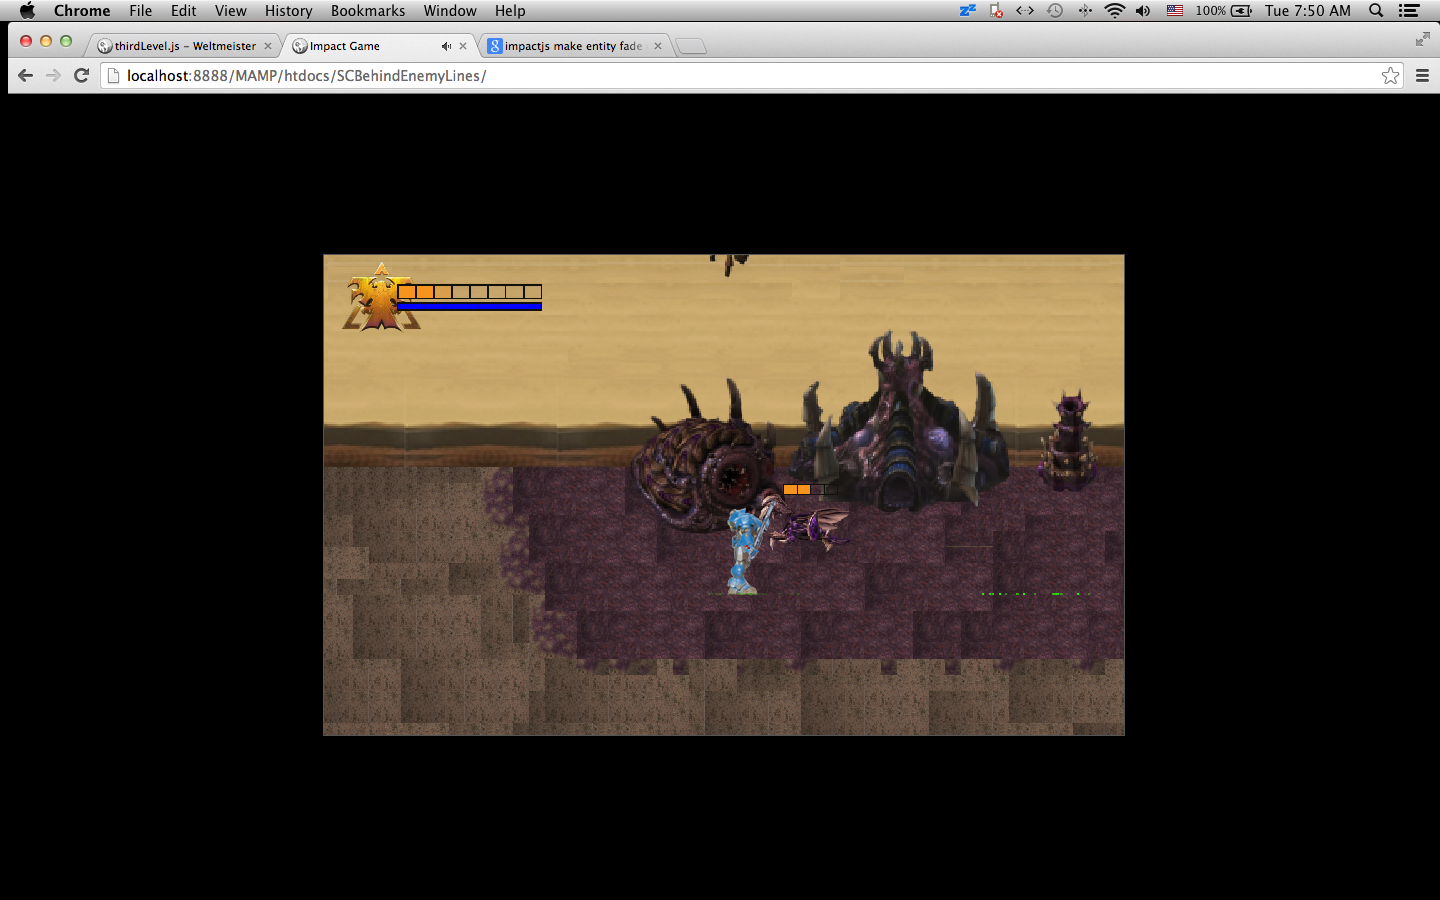 Chrome File Edit View History Bookmarks Window Help 100% Tue 7:50 AM
thirdLevel.js – Weltmeister Impact Game impactjs make entity fade
localhost:8888/MAMP/htdocs/SCBehindEnemyLines/